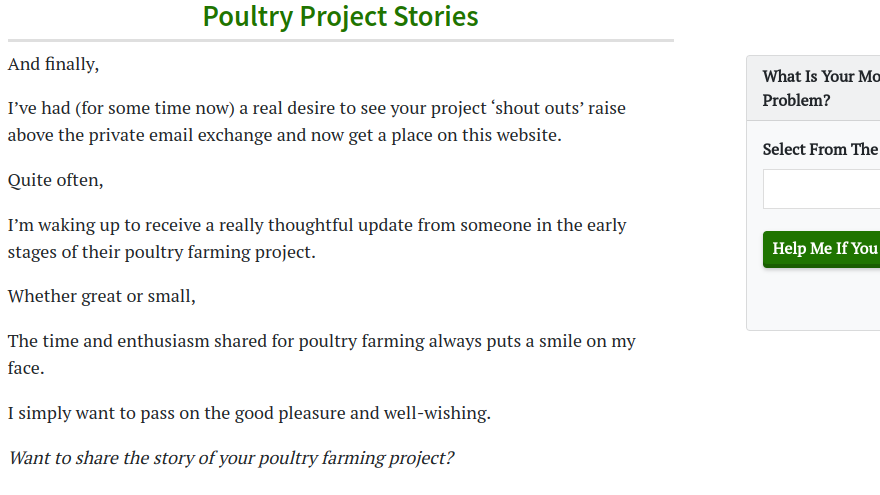 Poultry Project Stories
And finally,
I’ve had (for some time now) a real desire to see your project ‘shout outs’ raise
above the private email exchange and now get a place on this website.
Quite often,
I’m waking up to receive a really thoughtful update from someone in the early
stages of their poultry farming project.
Whether great or small,
The time and enthusiasm shared for poultry farming always puts a smile on my
face.
I simply want to pass on the good pleasure and well-wishing.
Want to share the story of your poultry farming project?
What Is Your Mo
Problem?
Select From The
Help Me If You